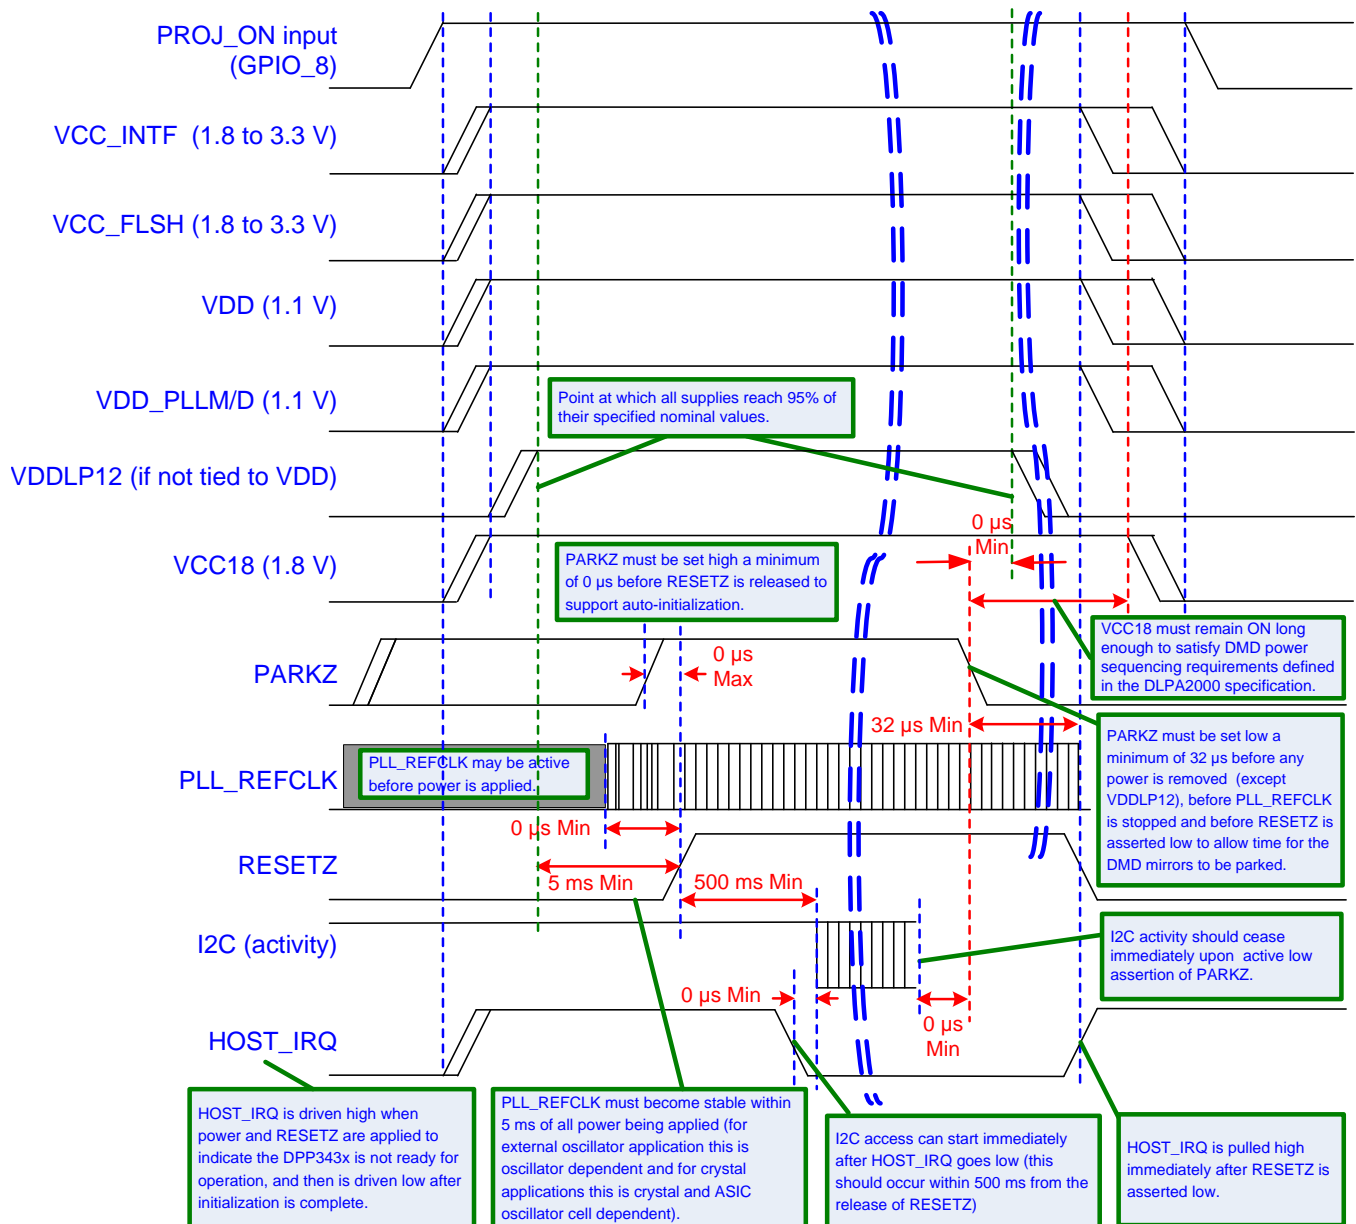 PROJ_ON input
(GPIO_8)
VCC_INTF  (1.8 to 3.3 V)
VCC_FLSH (1.8 to 3.3 V)
VDD (1.1 V)
VDD_PLLM/D (1.1 V)
Point at which all supplies reach 95% of
their specified nominal values.
VDDLP12 (if not tied to VDD)
0 µs
Min
VCC18 (1.8 V)
PARKZ must be set high a minimum
of 0 µs before RESETZ is released to
support auto-initialization.
VCC18 must remain ON long
enough to satisfy DMD power
sequencing requirements defined
in the DLPA2000 specification.
PARKZ
0 µs
Max
32 µs Min
PARKZ must be set low a
minimum of 32 µs before any
power is removed  (except
VDDLP12), before PLL_REFCLK
is stopped and before RESETZ is
asserted low to allow time for the
DMD mirrors to be parked.
PLL_REFCLK
PLL_REFCLK may be active
before power is applied.
0 µs Min
RESETZ
5 ms Min
500 ms Min
I2C (activity)
I2C activity should cease
immediately upon  active low
assertion of PARKZ.
0 µs Min
0 µs
Min
HOST_IRQ
HOST_IRQ is driven high when
power and RESETZ are applied to
indicate the DPP343x is not ready for
operation, and then is driven low after
initialization is complete.
PLL_REFCLK must become stable within
5 ms of all power being applied (for
external oscillator application this is
oscillator dependent and for crystal
applications this is crystal and ASIC
oscillator cell dependent).
I2C access can start immediately
after HOST_IRQ goes low (this
should occur within 500 ms from the
release of RESETZ)
HOST_IRQ is pulled high
immediately after RESETZ is
asserted low.